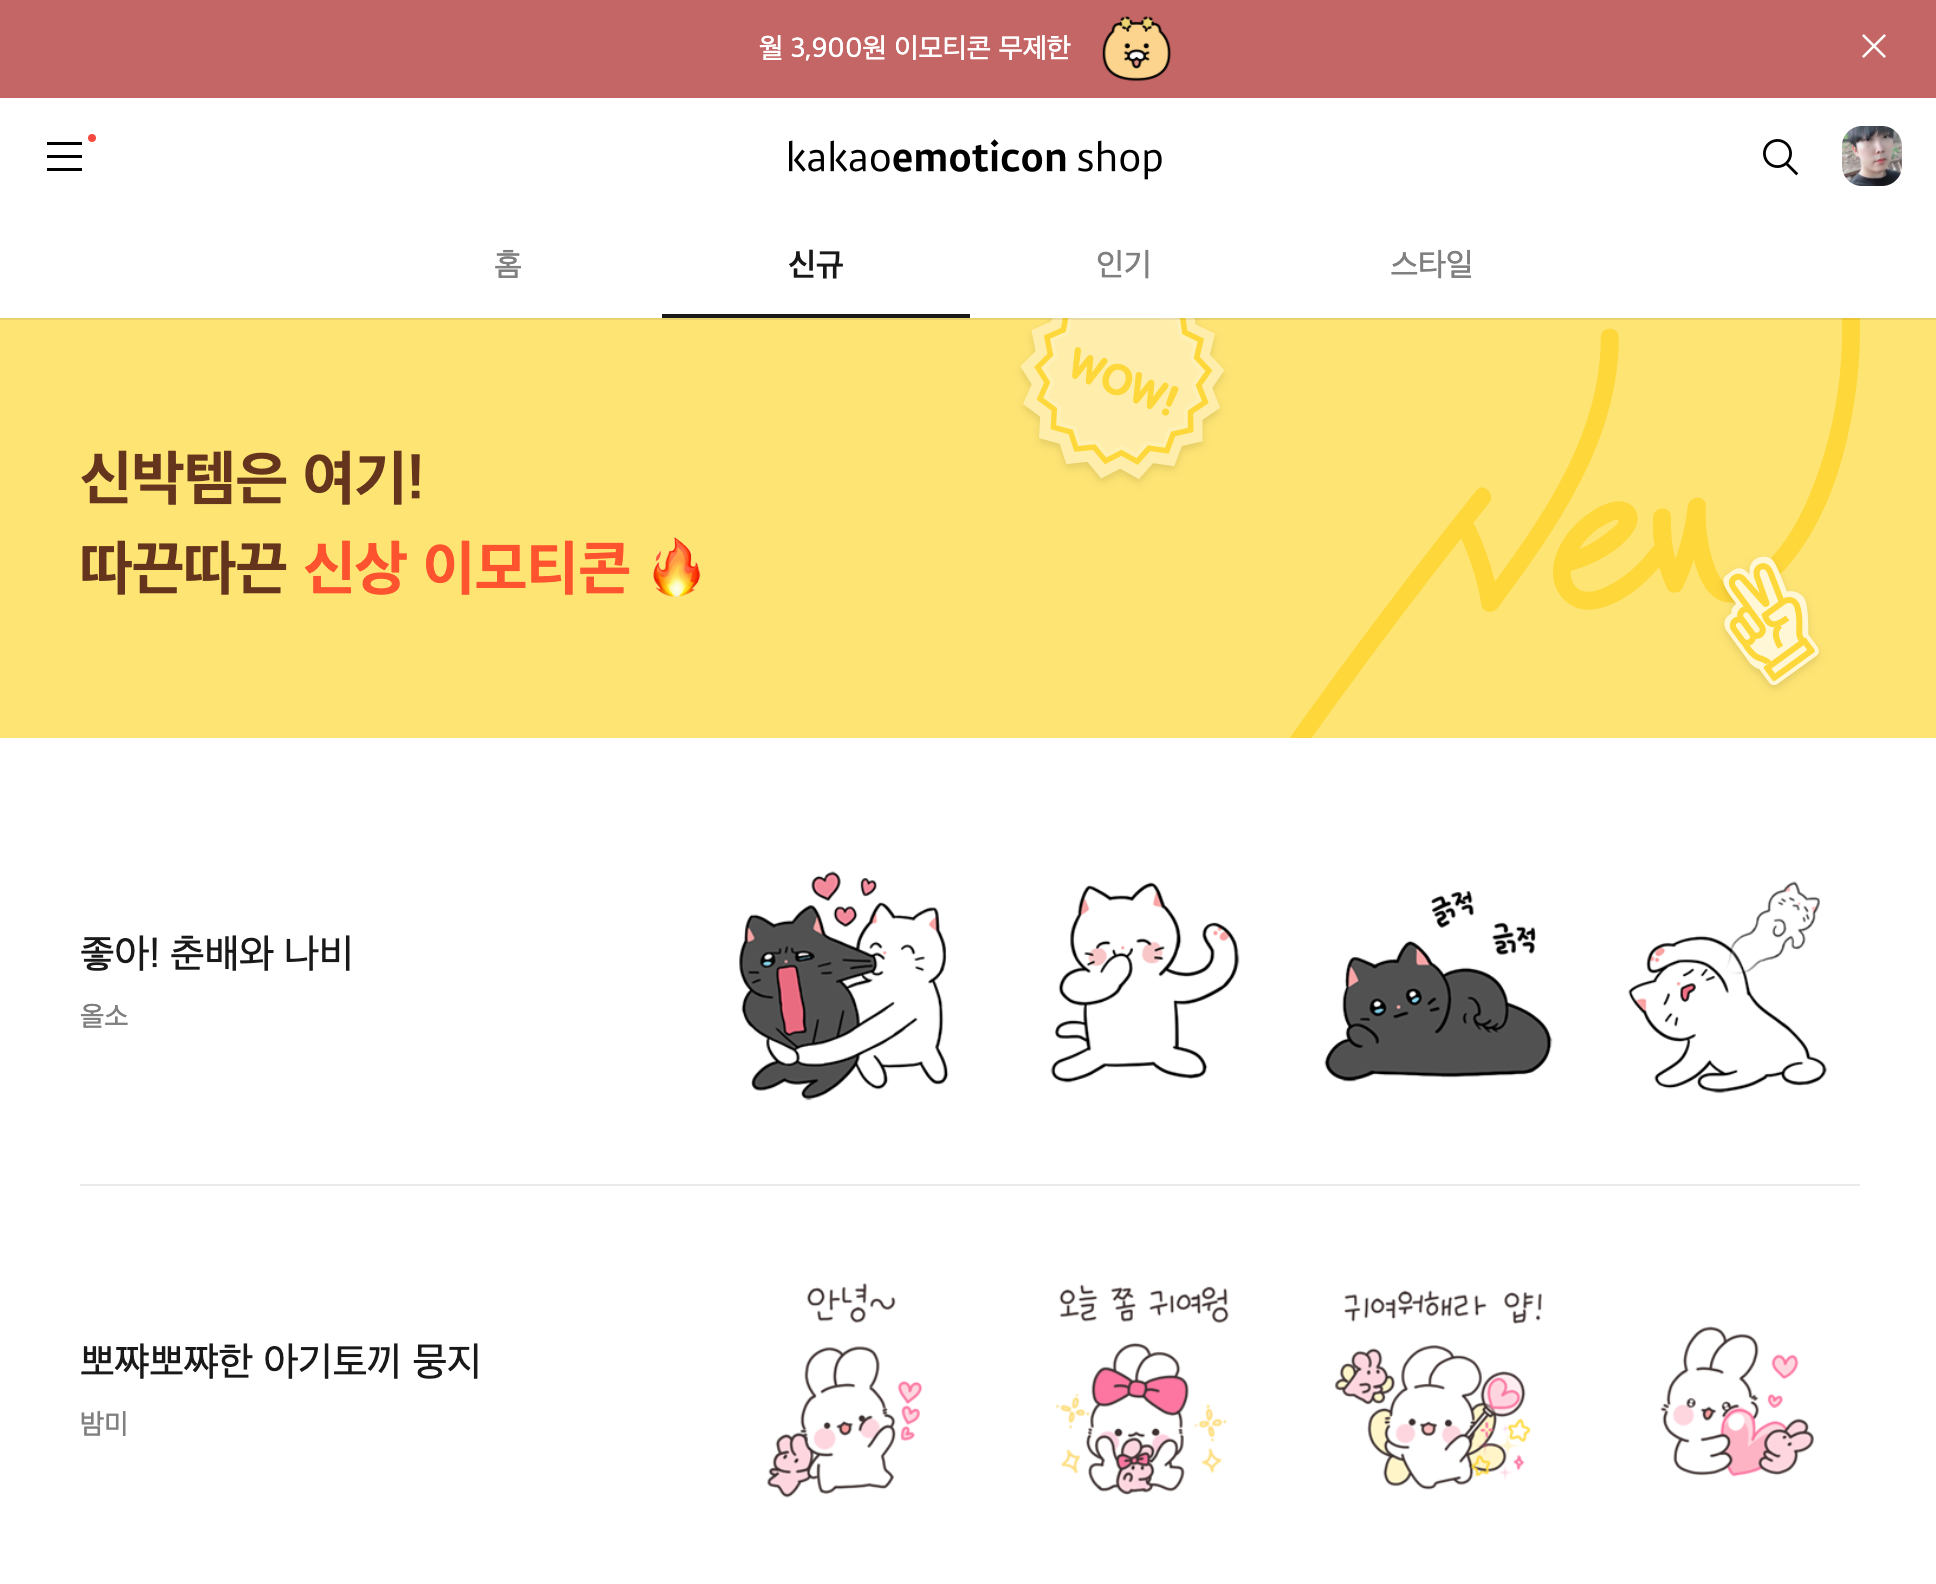 월 3,900원 이모티콘 무제한
kakaoemoticon shop
홈 신규 인기 스타일
WOW!
New
신박템은 여기!
따끈따끈 신상 이모티콘 🔥
좋아! 춘배와 나비
올소
긁적
긁적
뽀쨔뽀쨔한 아기토끼 뭉지
밤미
안녕~
오늘 쫌 귀여웡
귀여워해라 얍!